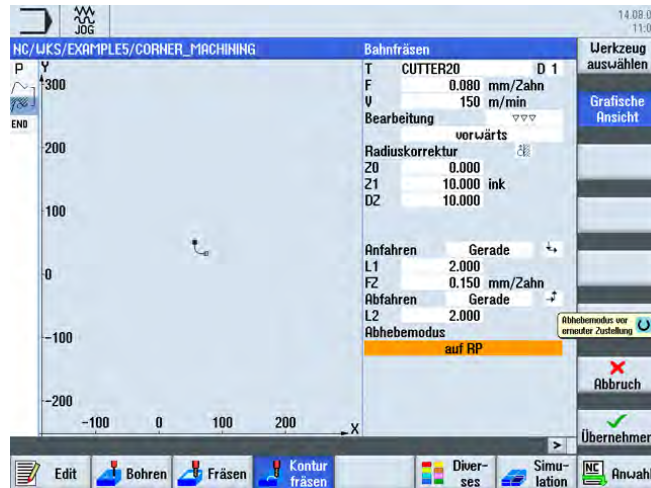 JOG
14.08.0
11:0
NC/WKS/EXAMPLE5/CORNER_MACHINING
Bahnfräsen
Werkzeug
auswählen
P
END
Y
300
200
100
0
-100
-200
-100 0 100 200
X
T CUTTER20 D 1
F 0.080 mm/Zahn
V 150 m/min
Bearbeitung ▽▽▽
vorwärts
Radiuskorrektur
Z0 0.000
Z1 10.000 ink
DZ 10.000
Anfahren Gerade
L1 2.000
FZ 0.150 mm/Zahn
Abfahren Gerade
L2 2.000
Abhebemodus
auf RP
Grafische
Ansicht
Abhebemodus vor
erneuter Zustellung
Abbruch
Übernehmen
>
Edit
Bohren
Fräsen
Kontur
fräsen
Diver-
ses
Simu-
lation
NC
Anwahl